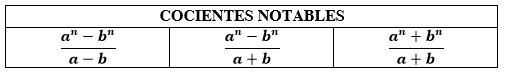 COCIENTES NOTABLES
aⁿ − bⁿ / a − b    aⁿ − bⁿ / a + b    aⁿ + bⁿ / a + b